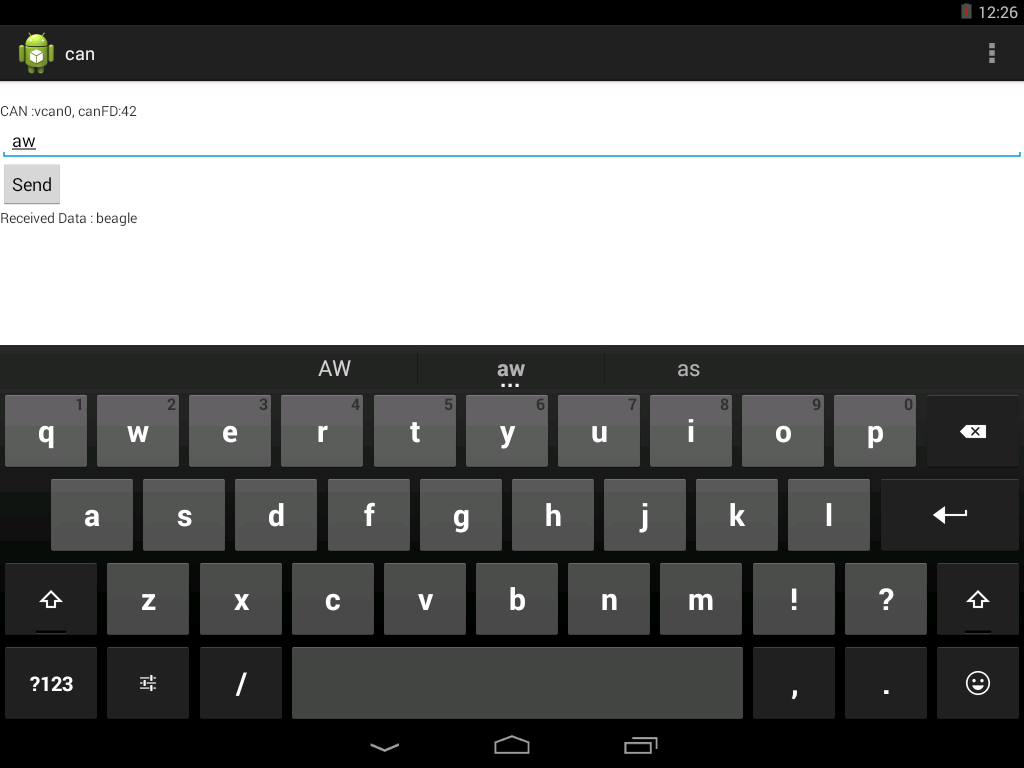 12:26
can
CAN :vcan0, canFD:42
aw
Send
Received Data : beagle
AW aw as
1 2 3 4 5 6 7 8 9 0
q w e r t y u i o p
a s d f g h j k l
z x c v b n m ! ?
?123 / , .